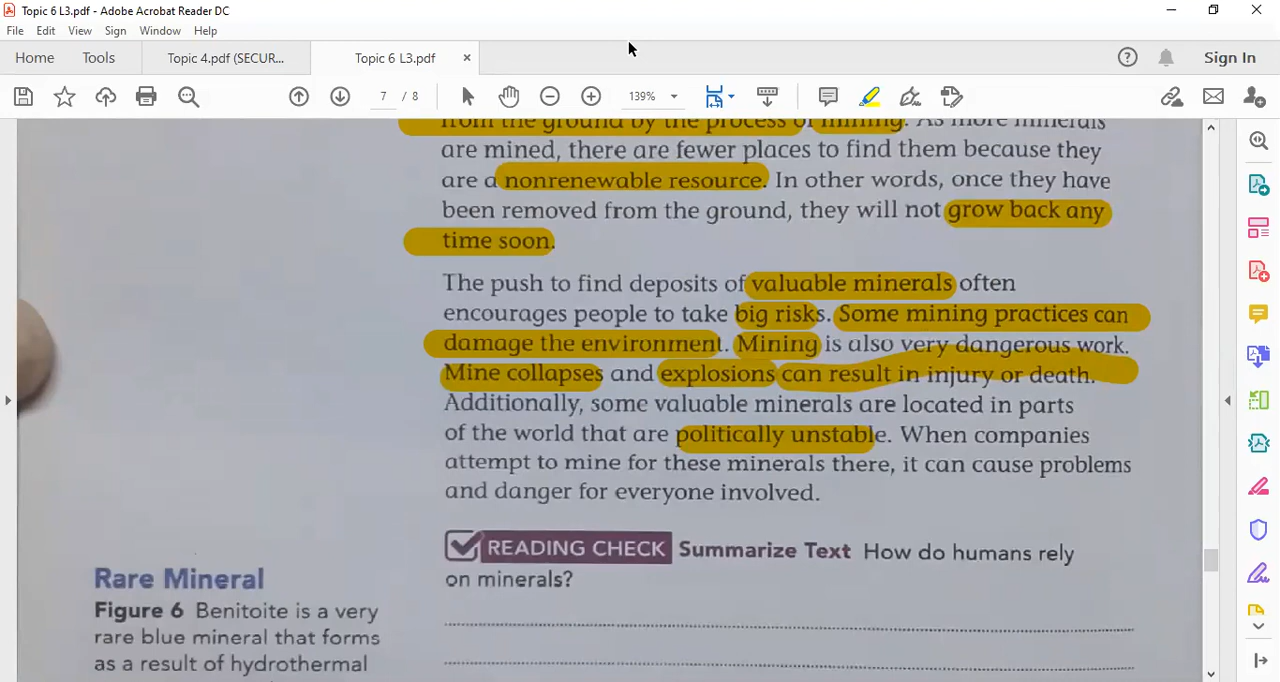 Topic 6 L3.pdf - Adobe Acrobat Reader DC
File Edit View Sign Window Help
Home Tools Topic 4.pdf (SECUR... Topic 6 L3.pdf × Sign In
7 / 8 139%
from the ground by the process of mining. As more minerals
are mined, there are fewer places to find them because they
are a nonrenewable resource. In other words, once they have
been removed from the ground, they will not grow back any
time soon.
The push to find deposits of valuable minerals often
encourages people to take big risks. Some mining practices can
damage the environment. Mining is also very dangerous work.
Mine collapses and explosions can result in injury or death.
Additionally, some valuable minerals are located in parts
of the world that are politically unstable. When companies
attempt to mine for these minerals there, it can cause problems
and danger for everyone involved.
READING CHECK Summarize Text How do humans rely
on minerals?
Rare Mineral
Figure 6 Benitoite is a very
rare blue mineral that forms
as a result of hydrothermal